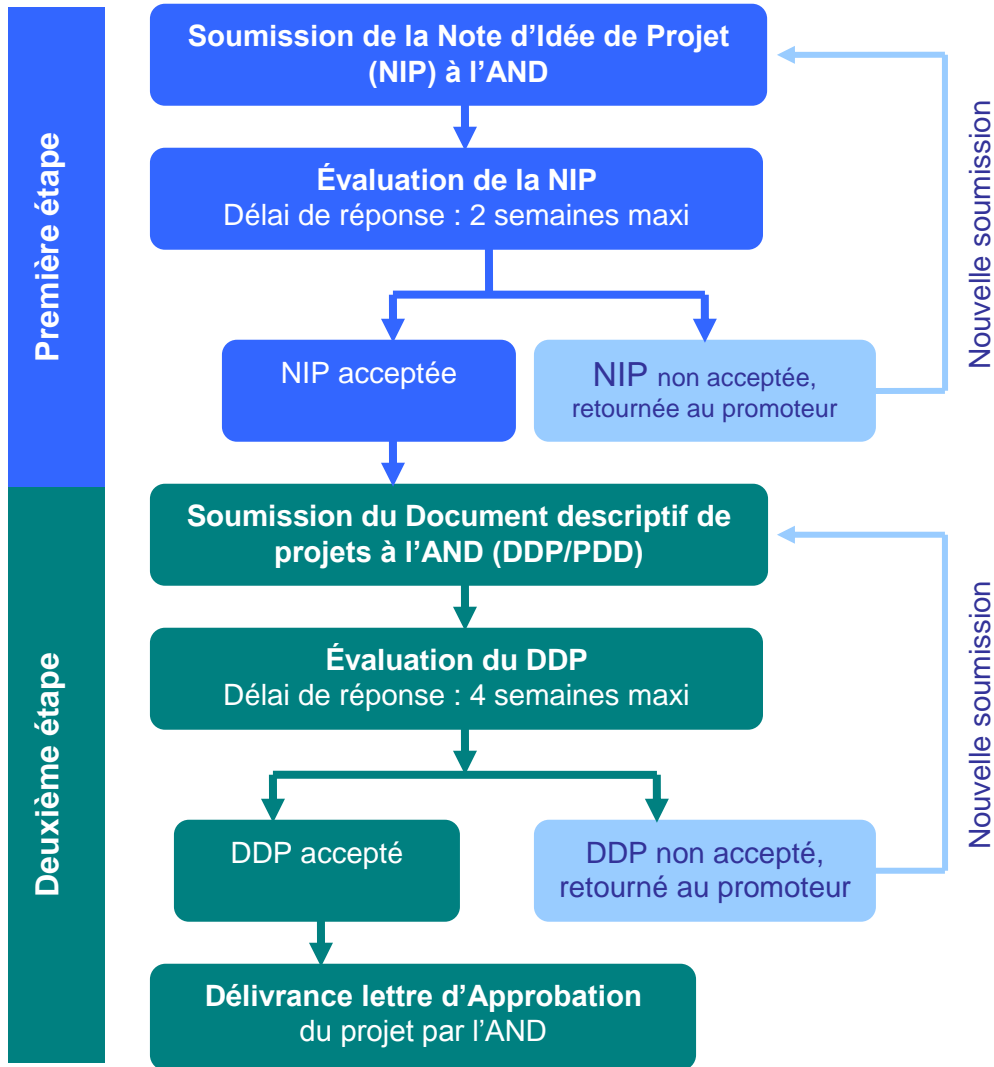 Première étape
Soumission de la Note d’Idée de Projet
(NIP) à l’AND
Évaluation de la NIP
Délai de réponse : 2 semaines maxi
NIP acceptée
NIP non acceptée,
retournée au promoteur
Nouvelle soumission
Deuxième étape
Soumission du Document descriptif de
projets à l’AND (DDP/PDD)
Évaluation du DDP
Délai de réponse : 4 semaines maxi
DDP accepté
DDP non accepté,
retourné au promoteur
Nouvelle soumission
Délivrance lettre d’Approbation
du projet par l’AND